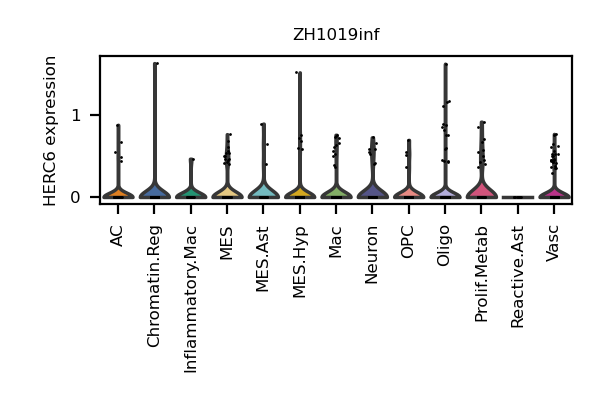 ZH1019inf
HERC6 expression
1
0
AC
Chromatin.Reg
Inflammatory.Mac
MES
MES.Ast
MES.Hyp
Mac
Neuron
OPC
Oligo
Prolif.Metab
Reactive.Ast
Vasc